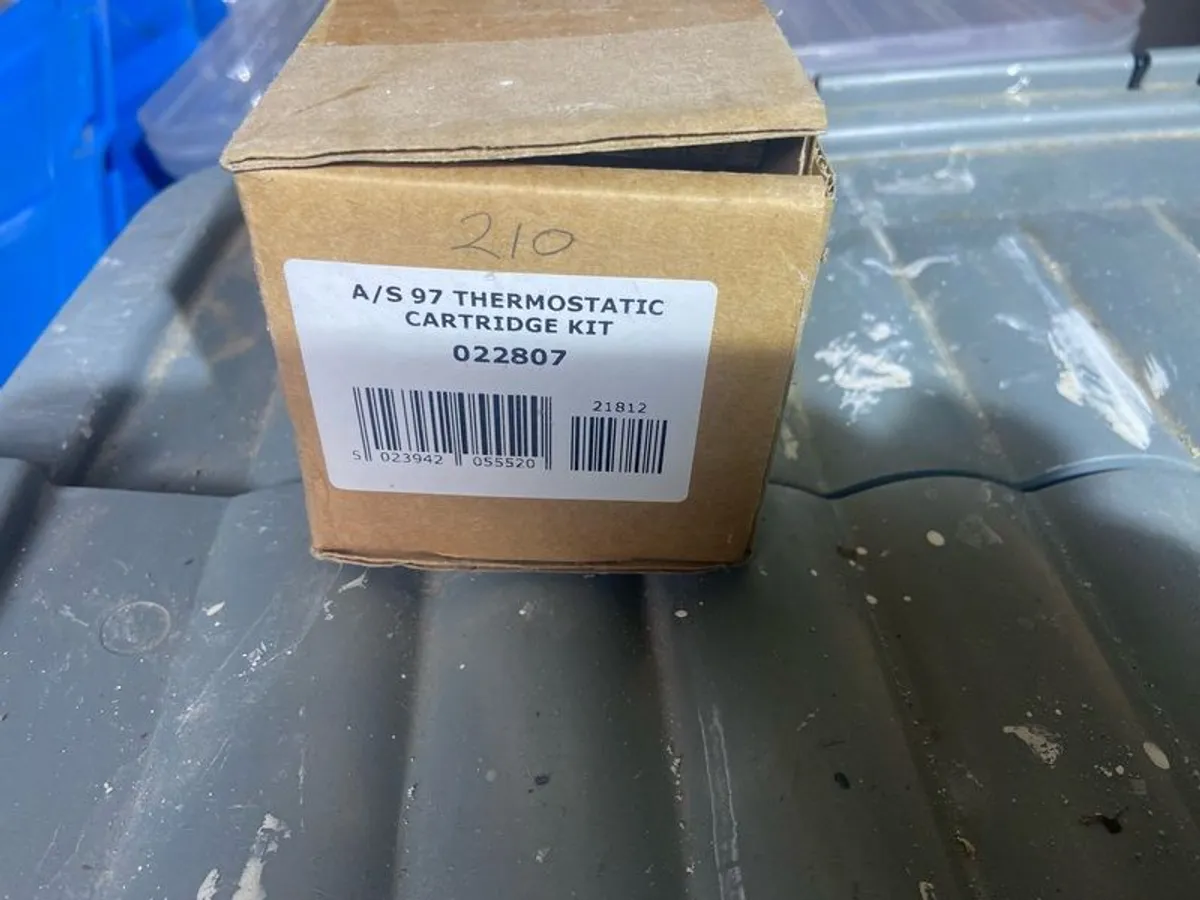 210
A/S 97 THERMOSTATIC
CARTRIDGE KIT
022807
21812
5 023942 055520